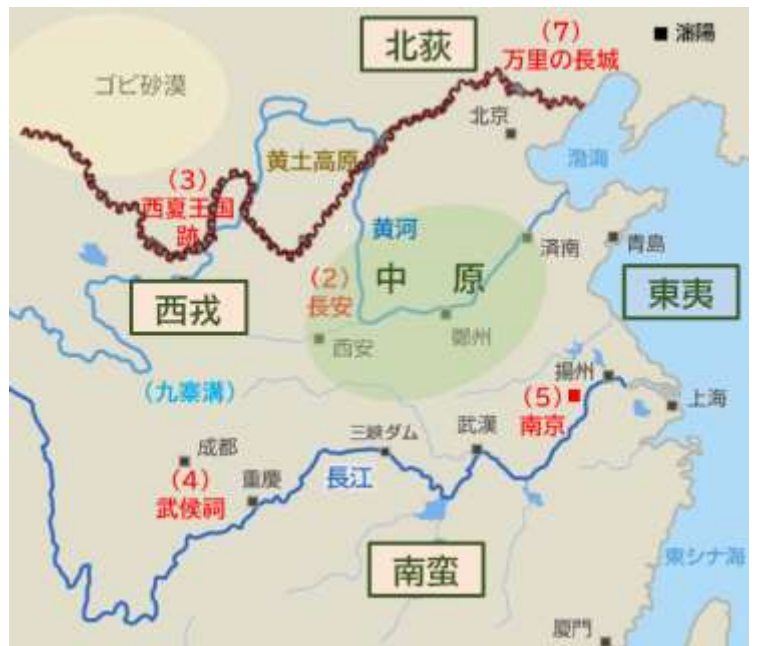 北荻
(7)
万里の長城
瀋陽
ゴビ砂漠
北京
渤海
黄土高原
(3)
西夏王国
跡
黄河
済南
青島
(2)
長安
中 原
東夷
西戎
西安
鄭州
揚州
(九寨溝)
(5)
南京
上海
武漢
三峡ダム
成都
長江
(4)
武侯祠
重慶
南蛮
東シナ海
厦門